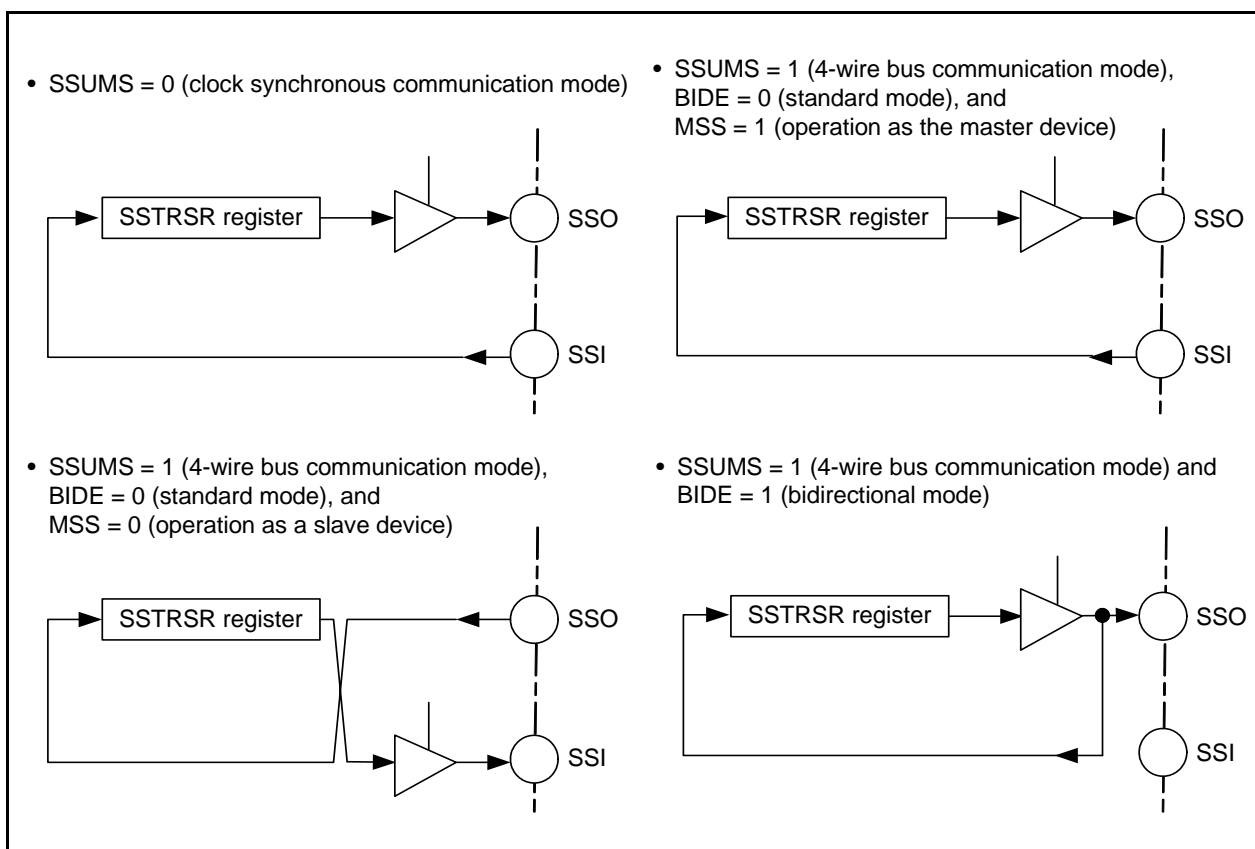 • SSUMS = 0 (clock synchronous communication mode)
SSTRSR register
SSO
SSI
• SSUMS = 1 (4-wire bus communication mode),
BIDE = 0 (standard mode), and
MSS = 1 (operation as the master device)
SSTRSR register
SSO
SSI
• SSUMS = 1 (4-wire bus communication mode),
BIDE = 0 (standard mode), and
MSS = 0 (operation as a slave device)
SSTRSR register
SSO
SSI
• SSUMS = 1 (4-wire bus communication mode) and
BIDE = 1 (bidirectional mode)
SSTRSR register
SSO
SSI